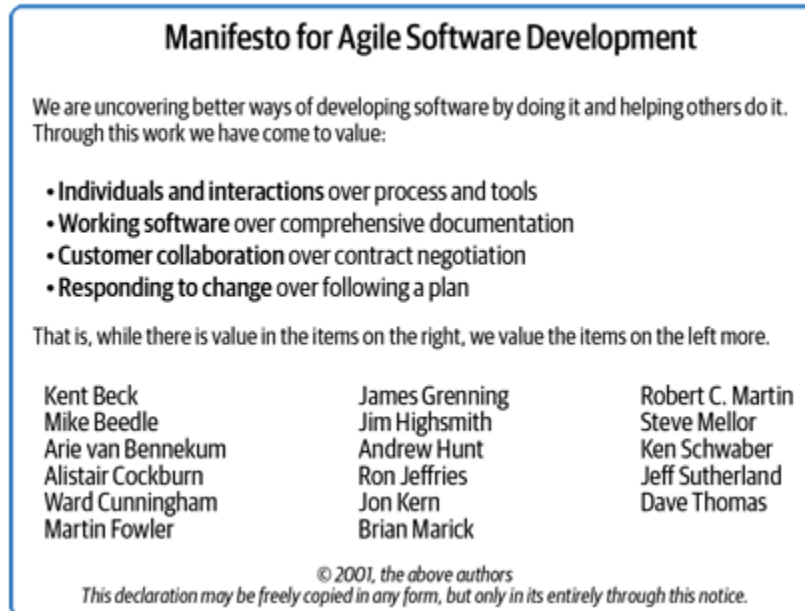 Manifesto for Agile Software Development
We are uncovering better ways of developing software by doing it and helping others do it.
Through this work we have come to value:
• Individuals and interactions over process and tools
• Working software over comprehensive documentation
• Customer collaboration over contract negotiation
• Responding to change over following a plan
That is, while there is value in the items on the right, we value the items on the left more.
Kent Beck
Mike Beedle
Arie van Bennekum
Alistair Cockburn
Ward Cunningham
Martin Fowler
James Grenning
Jim Highsmith
Andrew Hunt
Ron Jeffries
Jon Kern
Brian Marick
Robert C. Martin
Steve Mellor
Ken Schwaber
Jeff Sutherland
Dave Thomas
© 2001, the above authors
This declaration may be freely copied in any form, but only in its entirely through this notice.